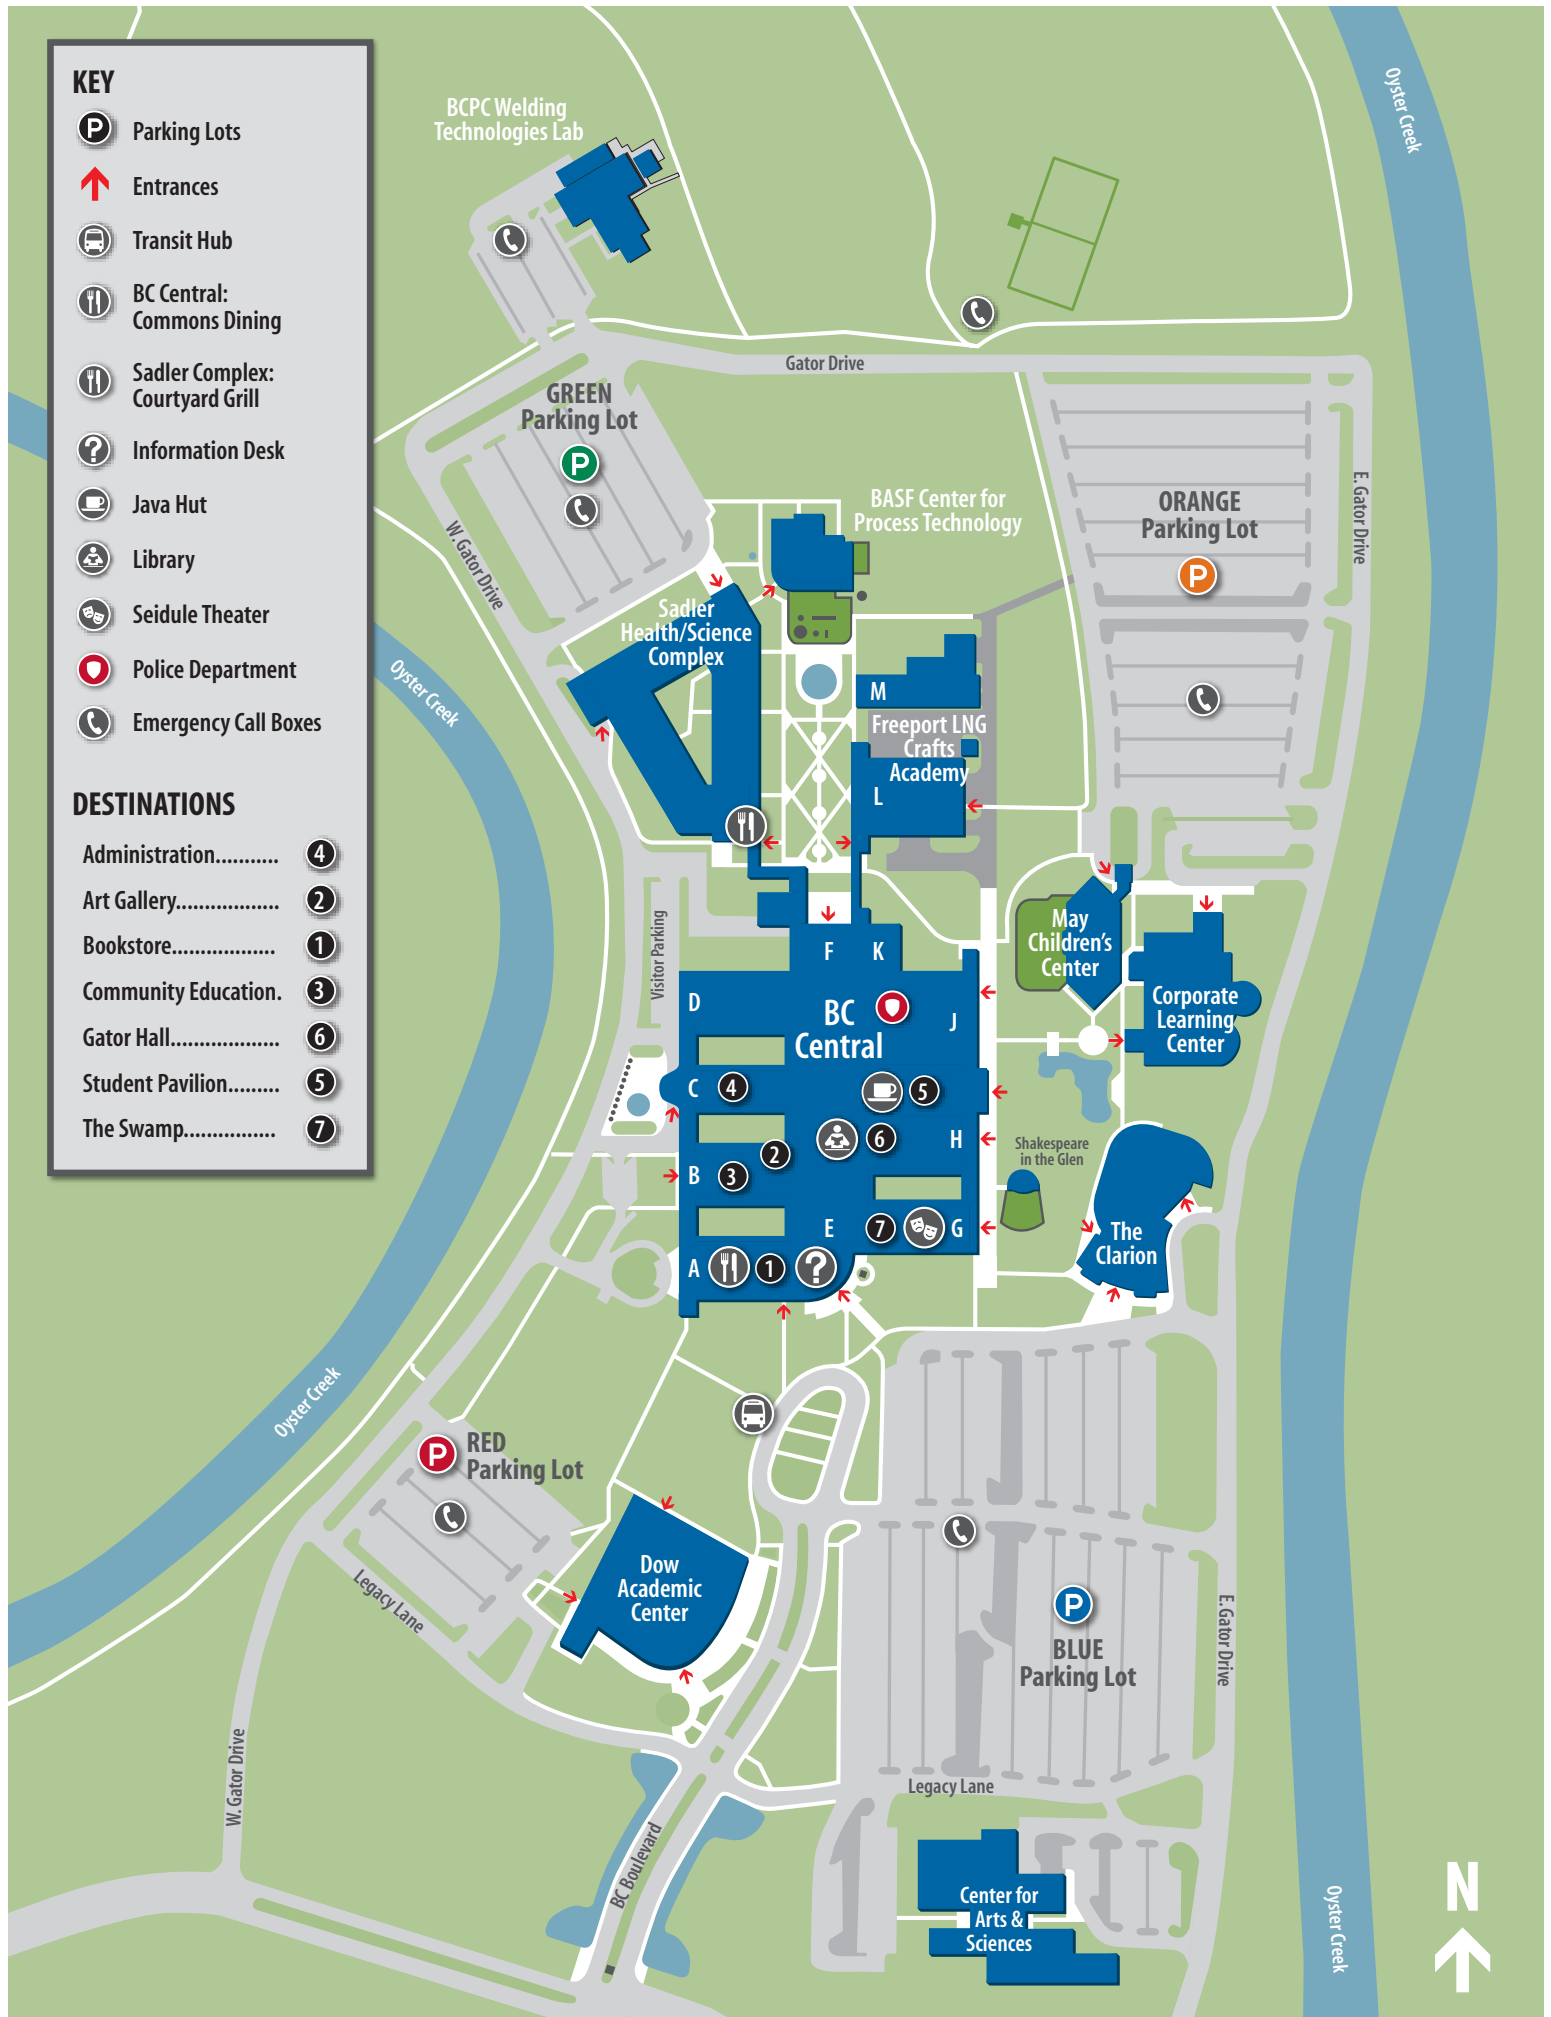 KEY
P
Parking Lots
Entrances
Transit Hub
BC Central:
Commons Dining
Sadler Complex:
Courtyard Grill
?
Information Desk
Java Hut
Library
Seidule Theater
Police Department
Emergency Call Boxes
DESTINATIONS
Administration........... 4
Art Gallery.................. 2
Bookstore.................. 1
Community Education. 3
Gator Hall................... 6
Student Pavilion......... 5
The Swamp................ 7
BCPC Welding
Technologies Lab
Oyster Creek
Gator Drive
GREEN
Parking Lot
P
W. Gator Drive
BASF Center for
Process Technology
ORANGE
Parking Lot
P
E. Gator Drive
Sadler
Health/Science
Complex
Oyster Creek
M
Freeport LNG
Crafts
Academy
L
Visitor Parking
May
Children's
Center
Corporate
Learning
Center
F
K
D
BC
Central
J
C
4
5
6
H
2
B
3
E
7
G
A
1
?
Shakespeare
in the Glen
The
Clarion
Oyster Creek
P
RED
Parking Lot
Legacy Lane
Dow
Academic
Center
P
BLUE
Parking Lot
E. Gator Drive
W. Gator Drive
Legacy Lane
BC Boulevard
Center for
Arts &
Sciences
Oyster Creek
N